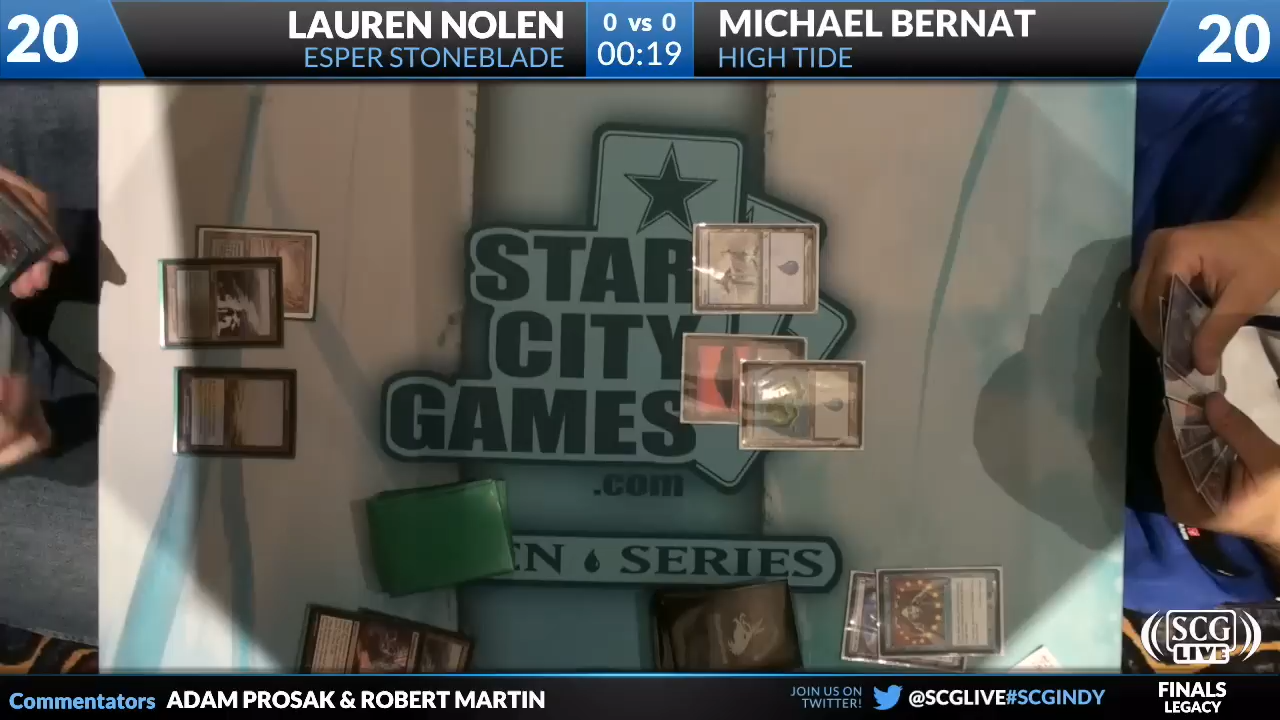 20
LAUREN NOLEN
ESPER STONEBLADE
0 vs 0
00:19
MICHAEL BERNAT
HIGH TIDE
20
STAR
CITY
GAMES
.com
EN SERIES
SCG
LIVE
Commentators ADAM PROSAK & ROBERT MARTIN
JOIN US ON
TWITTER!
@SCGLIVE#SCGINDY
FINALS
LEGACY